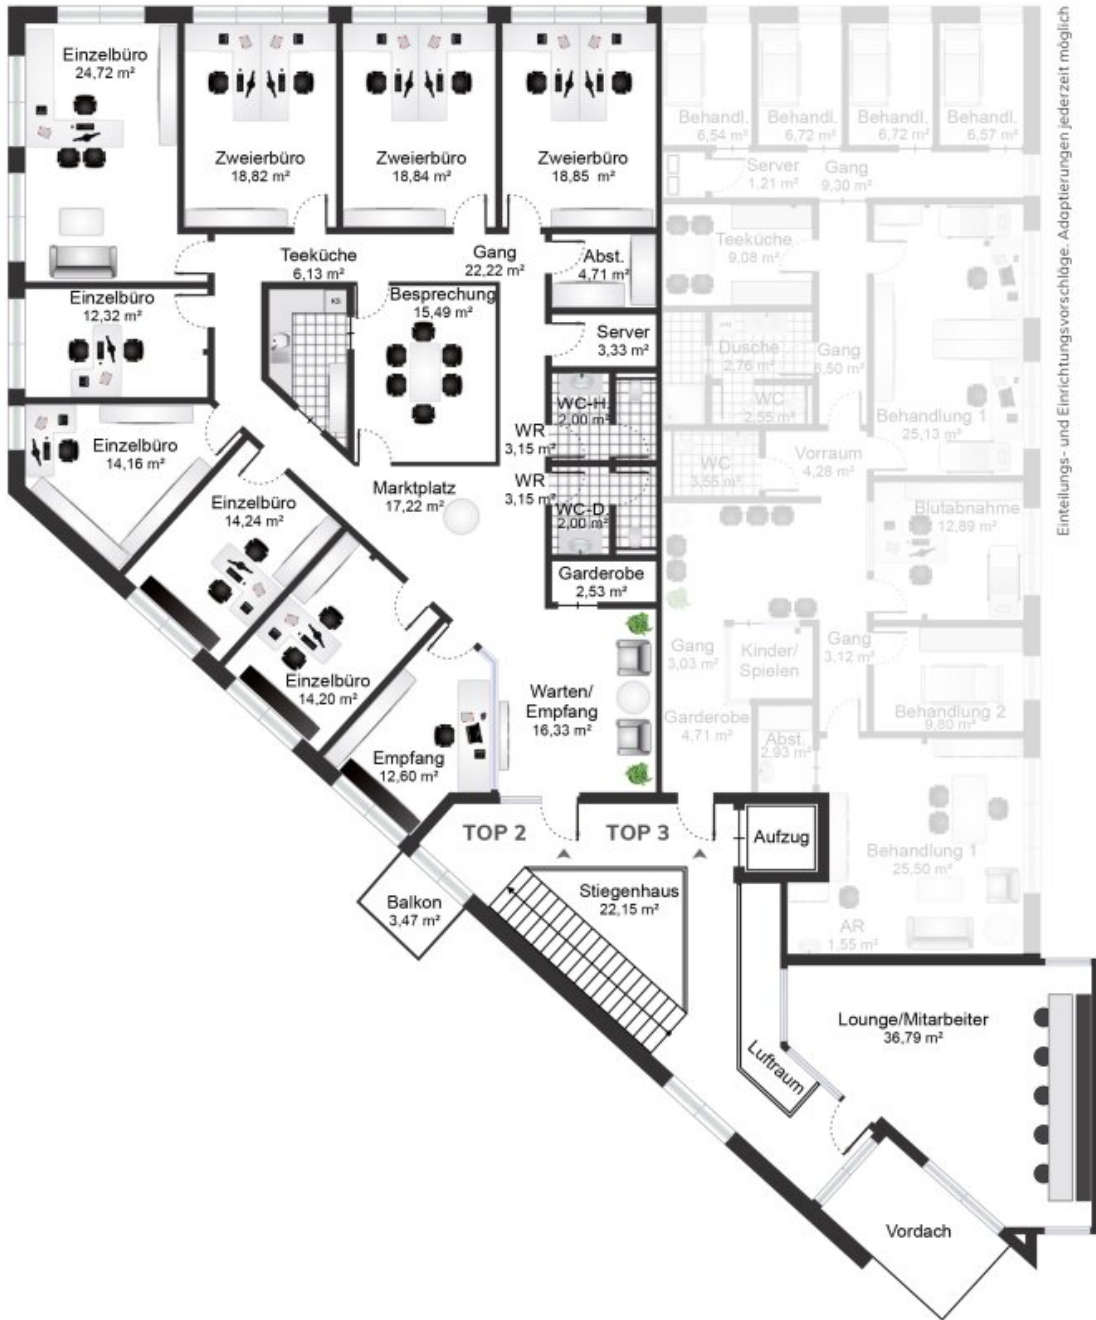 Einzelbüro
24,72 m²
Zweierbüro
18,82 m²
Zweierbüro
18,84 m²
Zweierbüro
18,85 m²
Behandl.
6,54 m²
Behandl.
6,72 m²
Behandl.
6,72 m²
Behandl.
6,57 m²
Server
1,21 m²
Gang
9,30 m²
Teeküche
6,13 m²
Gang
22,22 m²
Abst.
4,71 m²
Teeküche
9,08 m²
Einzelbüro
12,32 m²
KS
Besprechung
15,49 m²
Server
3,33 m²
Dusche
2,76 m²
Gang
6,50 m²
WC
2,55 m²
Einzelbüro
14,16 m²
WC-H.
2,00 m²
WR
3,15 m²
Behandlung 1
25,13 m²
WC
3,55 m²
Vorraum
4,28 m²
Marktplatz
17,22 m²
WR
3,15 m²
WC-D.
2,00 m²
Einzelbüro
14,24 m²
Blutabnahme
12,89 m²
Garderobe
2,53 m²
Gang
3,03 m²
Kinder/
Spielen
Gang
3,12 m²
Einzelbüro
14,20 m²
Warten/
Empfang
16,33 m²
Garderobe
4,71 m²
Behandlung 2
9,80 m²
Abst.
2,93 m²
Empfang
12,60 m²
TOP 2
TOP 3
Aufzug
Behandlung 1
25,50 m²
Balkon
3,47 m²
Stiegenhaus
22,15 m²
AR
1,55 m²
Lounge/Mitarbeiter
36,79 m²
Luftraum
Vordach
Einteilungs- und Einrichtungsvorschläge. Adaptierungen jederzeit möglich